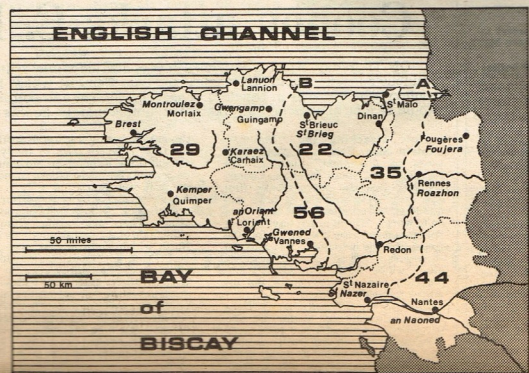 ENGLISH CHANNEL
Lanuon
Lannion
B
A
Montroulez
Morlaix
Gwengamp
Guingamp
St Malo
St Brieuc
St Brieg
Dinan
Brest
29
Karaez
Carhaix
22
Fougères
Foujera
35
Rennes
Roazhon
Kemper
Quimper
an Oriant
Lorient
56
Gwened
Vannes
Redon
50 miles
50 km
St Nazaire
St Nazer
44
Nantes
an Naoned
BAY
of
BISCAY